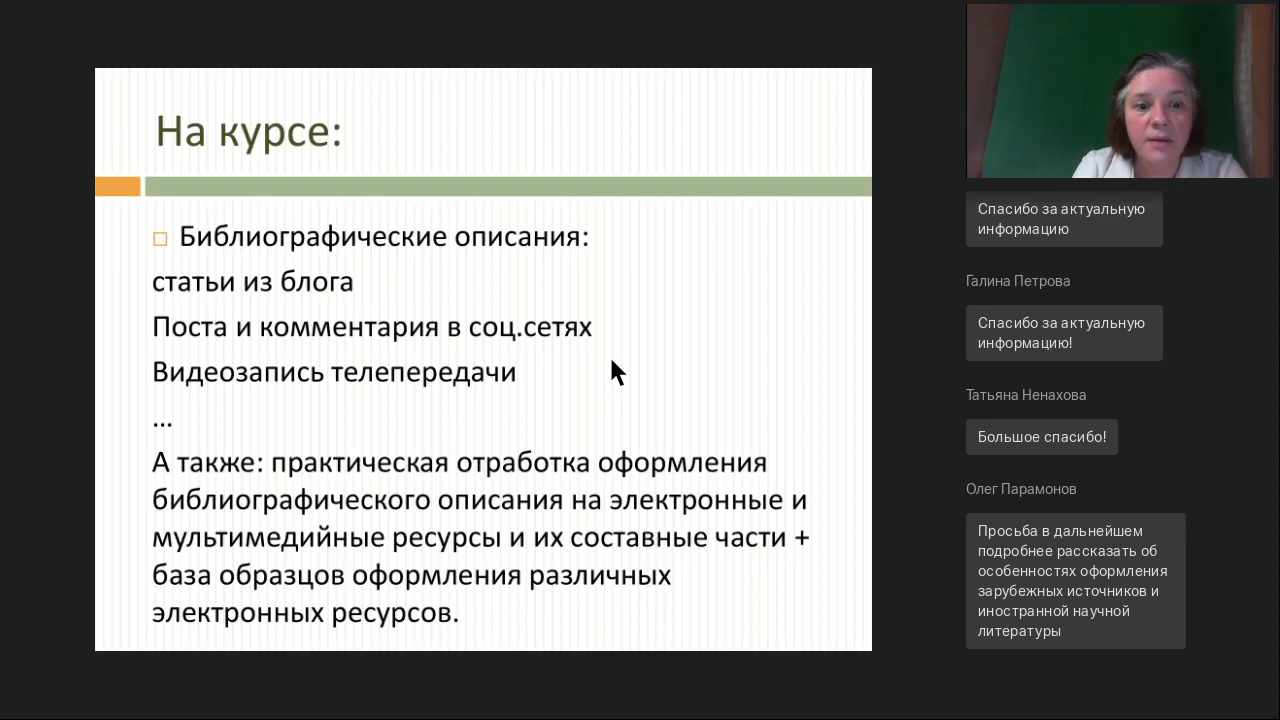 На курсе:
Библиографические описания:
статьи из блога
Поста и комментария в соц.сетях
Видеозапись телепередачи
...
А также: практическая отработка оформления
библиографического описания на электронные и
мультимедийные ресурсы и их составные части +
база образцов оформления различных
электронных ресурсов.
Спасибо за актуальную
информацию
Галина Петрова
Спасибо за актуальную
информацию!
Татьяна Ненахова
Большое спасибо!
Олег Парамонов
Просьба в дальнейшем
подробнее рассказать об
особенностях оформления
зарубежных источников и
иностранной научной
литературы